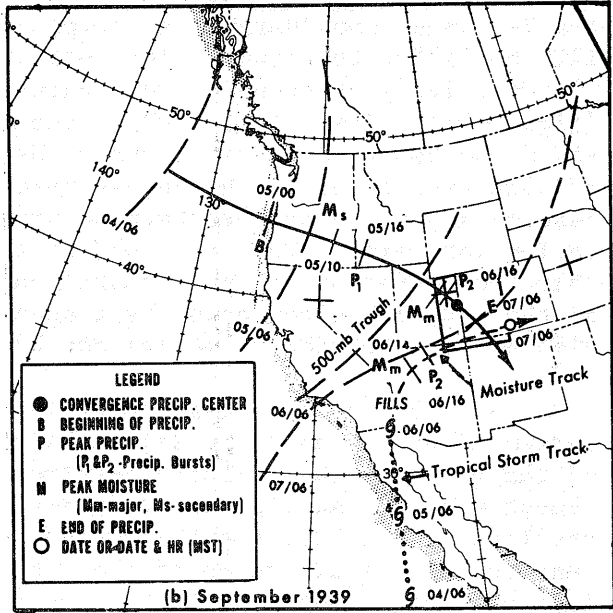 50°
50°
50°
140°
130°
05/00
Ms
05/16
04/06
B
05/10
P1
P2
06/16
40°
Mm
E
07/06
500-mb Trough
05/06
06/14
07/06
Mm
P2
Moisture Track
06/16
FILLS
06/06
06/06
30°
Tropical Storm Track
07/06
05/06
04/06
LEGEND
CONVERGENCE PRECIP. CENTER
B BEGINNING OF PRECIP.
P PEAK PRECIP.
(P1 & P2 -Precip. Bursts)
M PEAK MOISTURE
(Mm-major, Ms-secondary)
E END OF PRECIP.
DATE OR DATE & HR (MST)
(b) September 1939